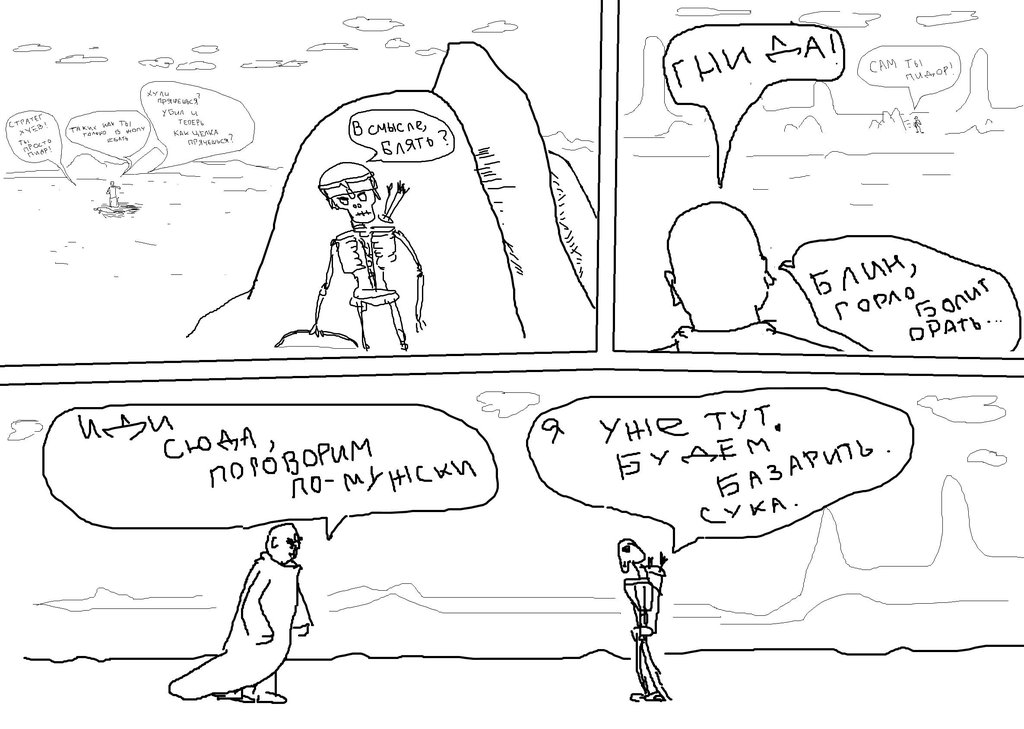 СТРАТЕГ
ХУЕВ!
ТЫ
ПРОСТО
ПИДР!
ТАКИХ КАК ТЫ
ТОЛЬКО В ЖОПУ
ЕБАТЬ
ХУЛИ
ПРЯЧЕШЬСЯ?
УБИЛ И
ТЕПЕРЬ
КАК ЦЕЛКА
ПРЯЧЕШЬСЯ?
В СМЫСЛЕ,
БЛЯТЬ?
ГНИДА!
САМ ТЫ
ПИДОР!
БЛИН,
ГОРЛО
БОЛИТ
ОРАТЬ...
ИДИ
СЮДА,
ПОГОВОРИМ
ПО-МУЖСКИ
Я УЖЕ ТУТ.
БУДЕМ
БАЗАРИТЬ.
СУКА.